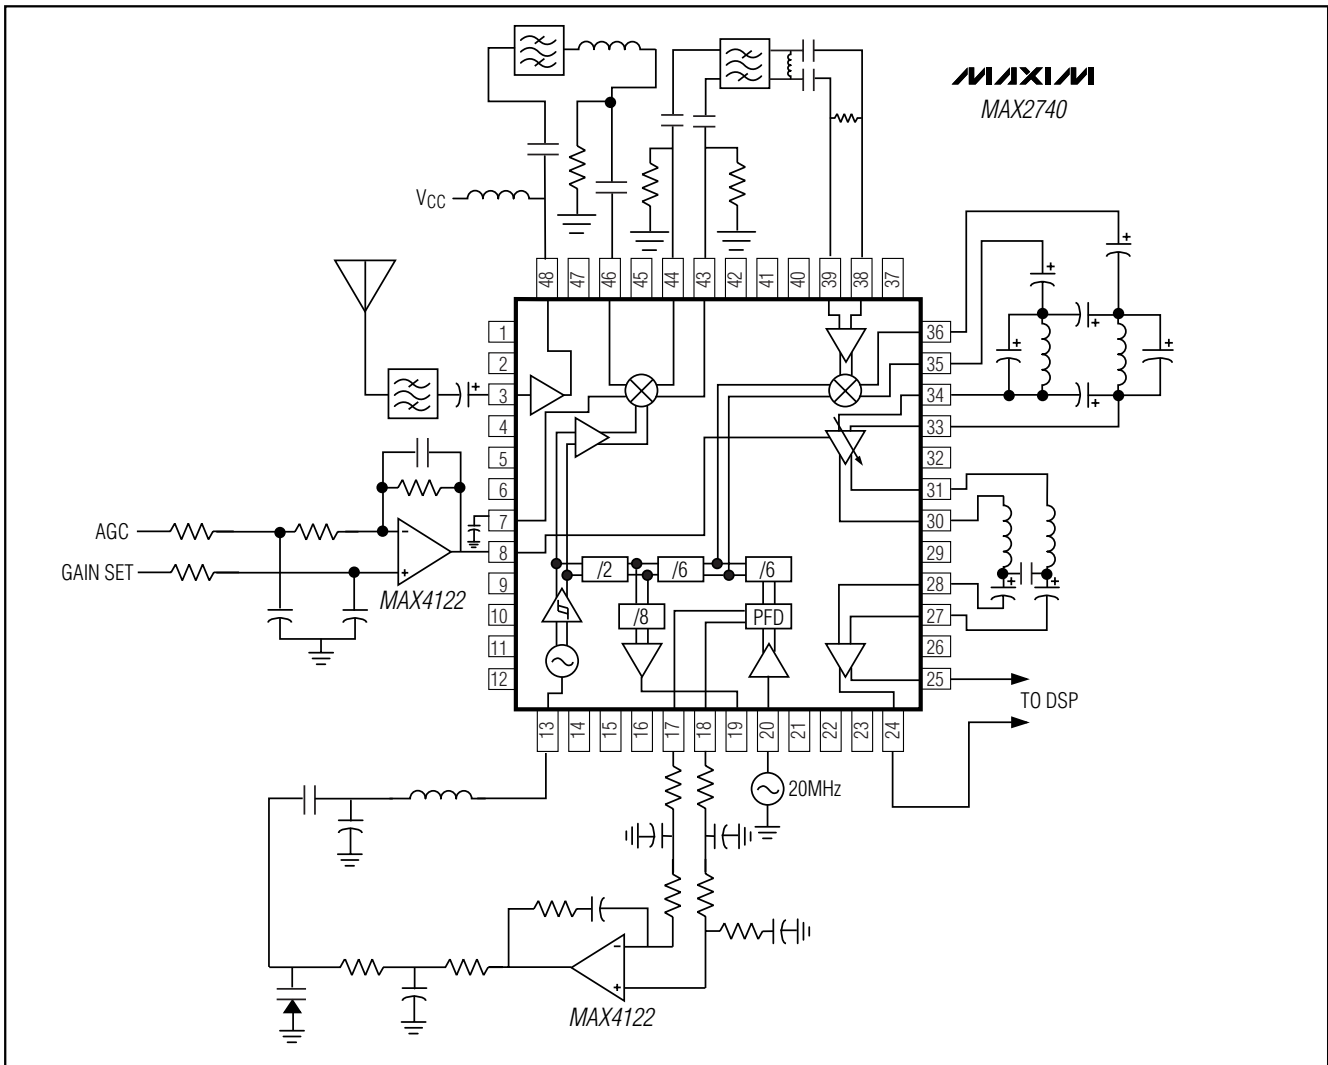 MAXIM
MAX2740
VCC
48 47 46 45 44 43 42 41 40 39 38 37
1
2
3
4
5
6
7
8
9
10
11
12
36
35
34
33
32
31
30
29
28
27
26
25
AGC
GAIN SET
- +
MAX4122
/2 /6 /6
/8 PFD
TO DSP
13 14 15 16 17 18 19 20 21 22 23 24
20MHz
- +
MAX4122
+ + + + + + +
+ +